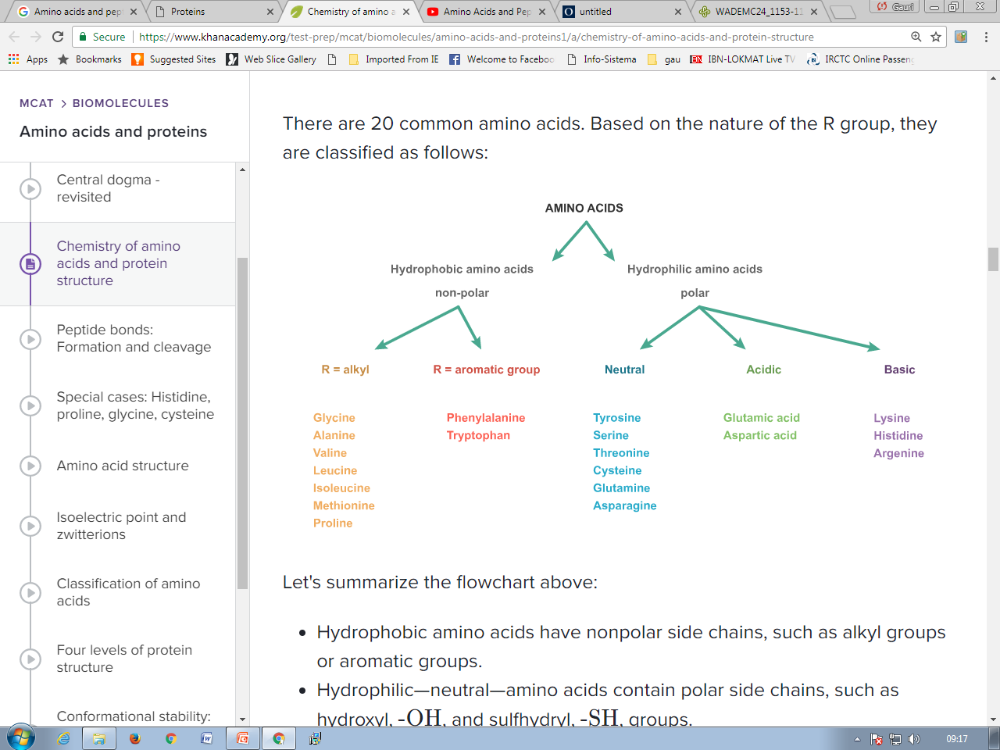 Amino acids and pep
Proteins
Chemistry of amino a
Amino Acids and Pep
untitled
WADEMC24_1153-11
Gauri
Secure
https://www.khanacademy.org/test-prep/mcat/biomolecules/amino-acids-and-proteins1/a/chemistry-of-amino-acids-and-protein-structure
Apps
Bookmarks
Suggested Sites
Web Slice Gallery
Imported From IE
Welcome to Faceboo
Info-Sistema
gau
IBN-LOKMAT Live TV
IRCTC Online Passen
MCAT > BIOMOLECULES
Amino acids and proteins
Central dogma -
revisited
Chemistry of amino
acids and protein
structure
Peptide bonds:
Formation and cleavage
Special cases: Histidine,
proline, glycine, cysteine
Amino acid structure
Isoelectric point and
zwitterions
Classification of amino
acids
Four levels of protein
structure
Conformational stability:
There are 20 common amino acids. Based on the nature of the R group, they
are classified as follows:
AMINO ACIDS
Hydrophobic amino acids
non-polar
Hydrophilic amino acids
polar
R = alkyl
Glycine
Alanine
Valine
Leucine
Isoleucine
Methionine
Proline
R = aromatic group
Phenylalanine
Tryptophan
Neutral
Tyrosine
Serine
Threonine
Cysteine
Glutamine
Asparagine
Acidic
Glutamic acid
Aspartic acid
Basic
Lysine
Histidine
Argenine
Let's summarize the flowchart above:
• Hydrophobic amino acids have nonpolar side chains, such as alkyl groups
or aromatic groups.
• Hydrophilic—neutral—amino acids contain polar side chains, such as
hydroxyl, -OH, and sulfhydryl, -SH, groups.
09:17